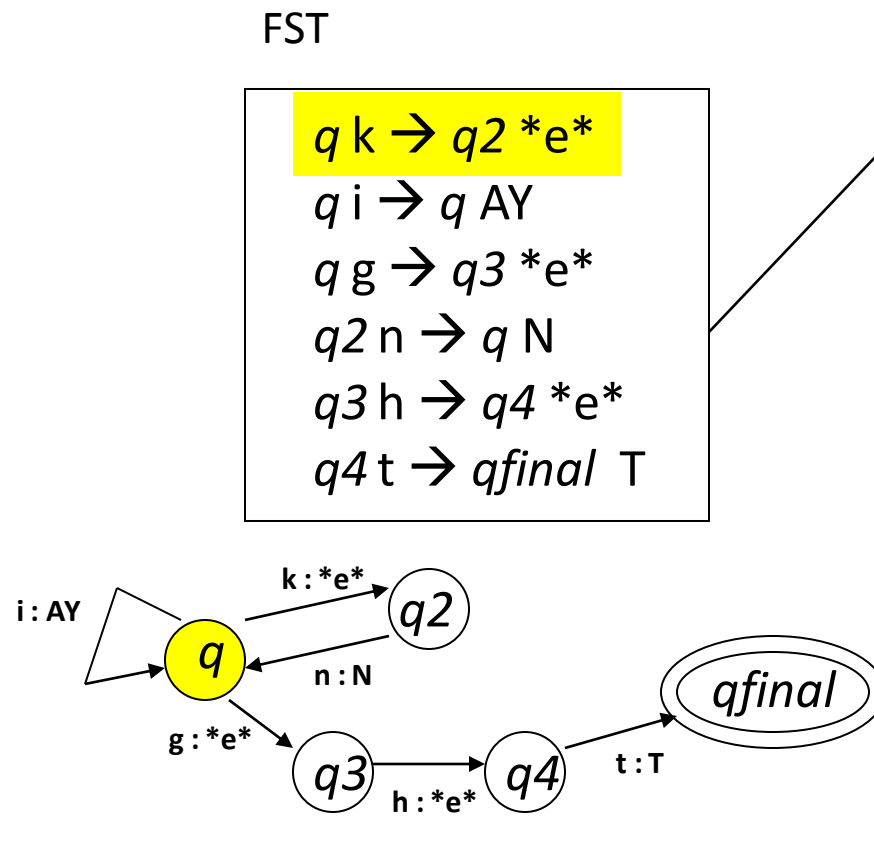 FST
q k → q2 *e*
q i → q AY
q g → q3 *e*
q2 n → q N
q3 h → q4 *e*
q4 t → qfinal T
k : *e*
i : AY
q2
q
n : N
qfinal
g : *e*
q3
q4
t : T
h : *e*